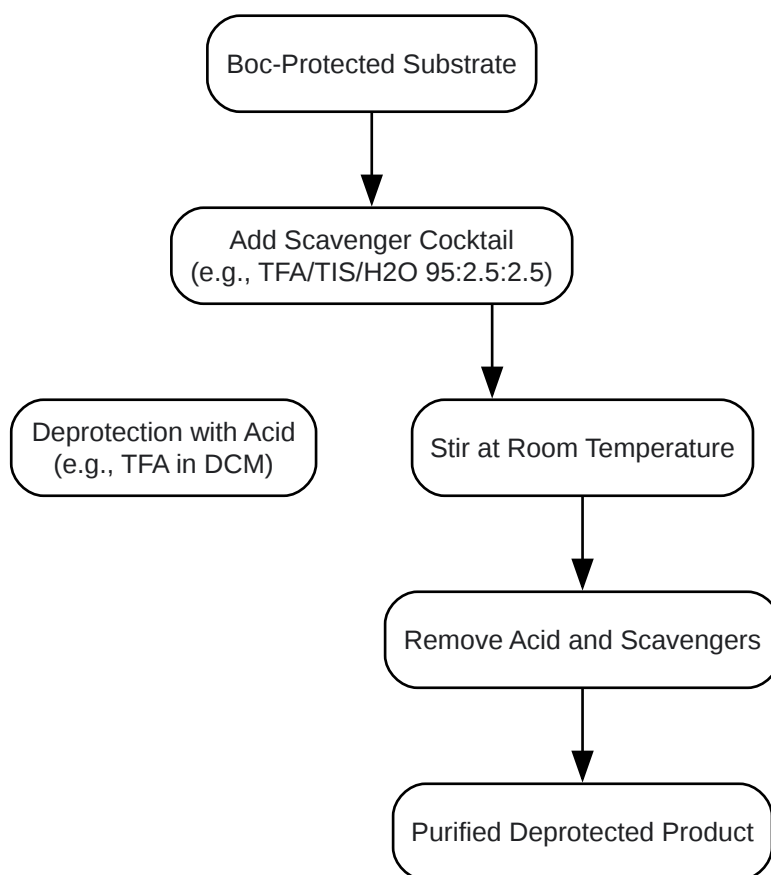 Boc-Protected Substrate
Add Scavenger Cocktail
(e.g., TFA/TIS/H2O 95:2.5:2.5)
Deprotection with Acid
(e.g., TFA in DCM)
Stir at Room Temperature
Remove Acid and Scavengers
Purified Deprotected Product